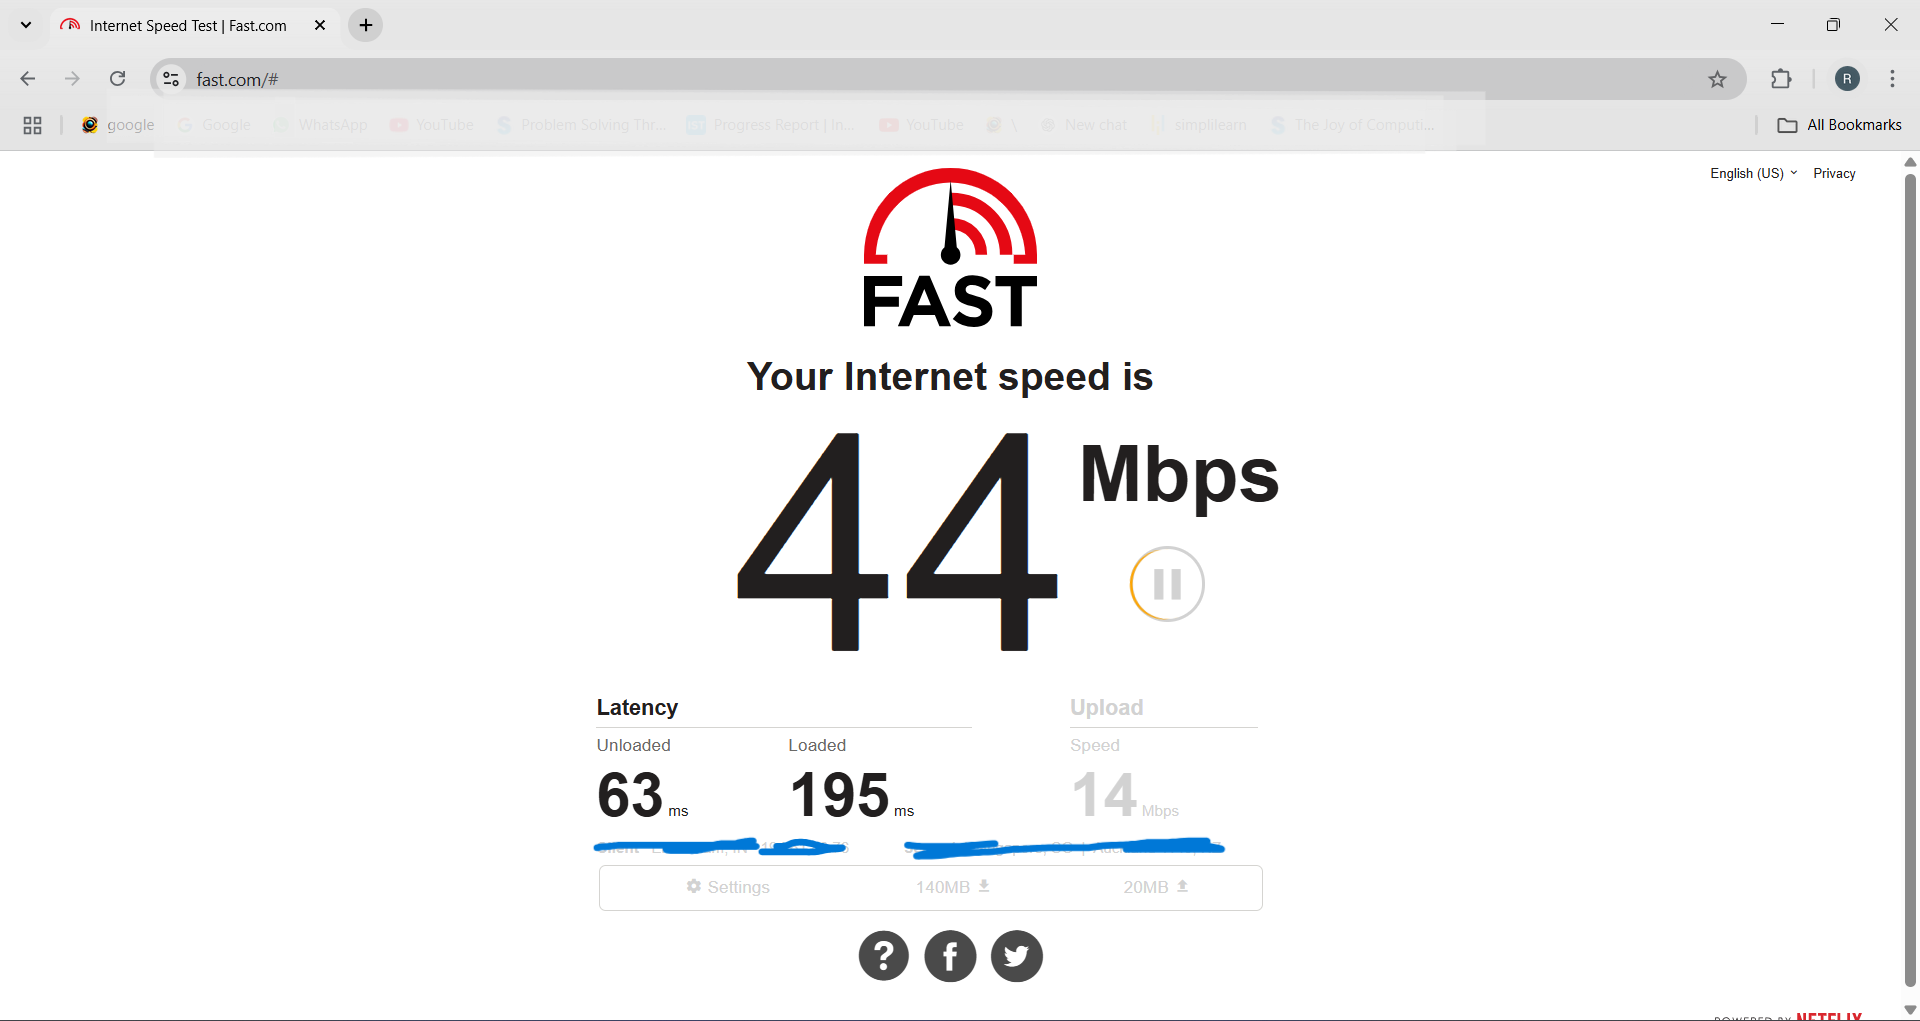 Internet Speed Test | Fast.com
fast.com/#
R
google Google WhatsApp YouTube Problem Solving Thr... Progress Report | In... YouTube \ New chat simplilearn The Joy of Computi... All Bookmarks
English (US) Privacy
FAST
Your Internet speed is
44 Mbps
Latency Upload
Unloaded Loaded Speed
63 ms 195 ms 14 Mbps
Settings 140MB 20MB
? f
POWERED BY NETFLIX